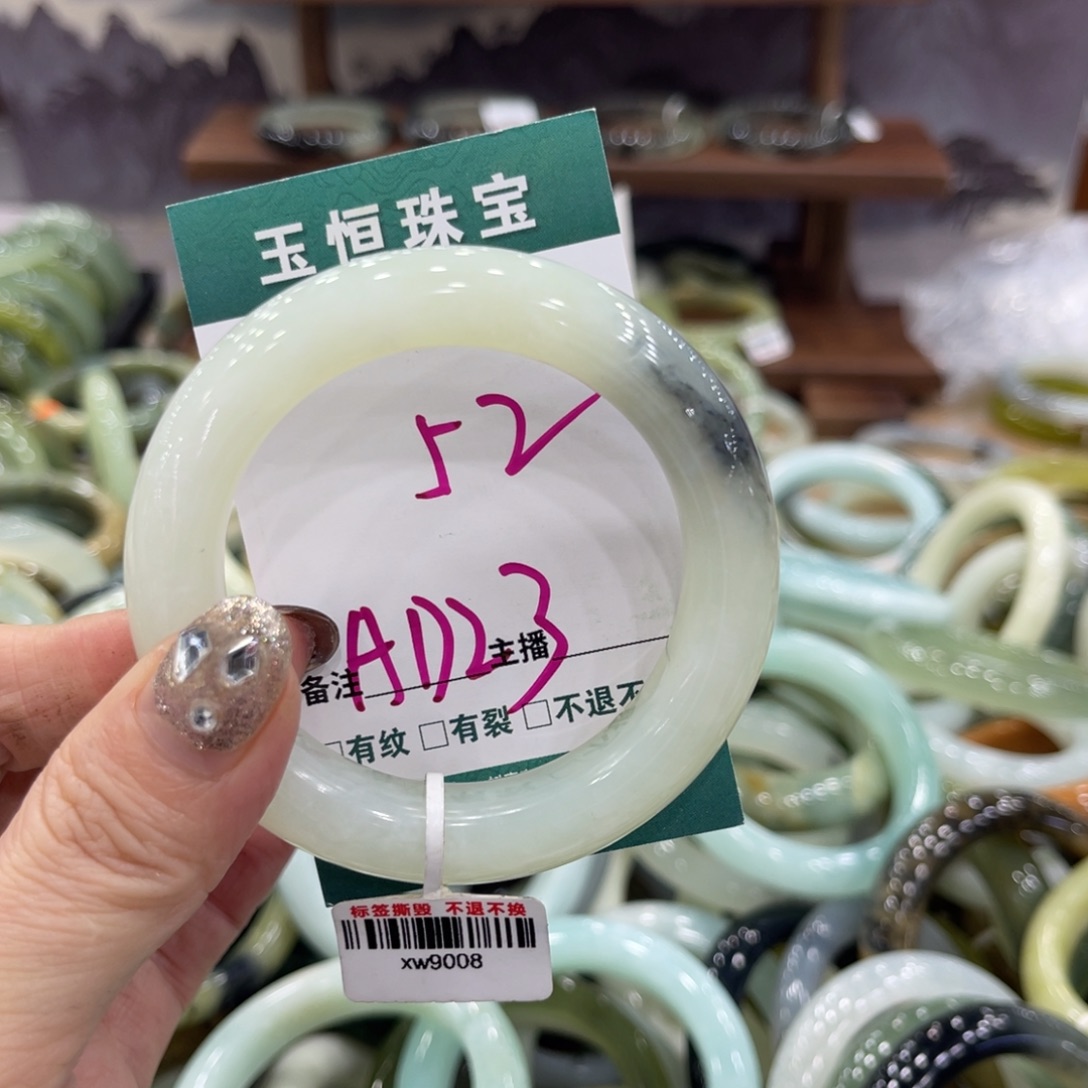 玉恒珠宝
52
AD23
备注 主播
□有纹 □有裂 □不退不
标签撕毁 不退不换
xw9008